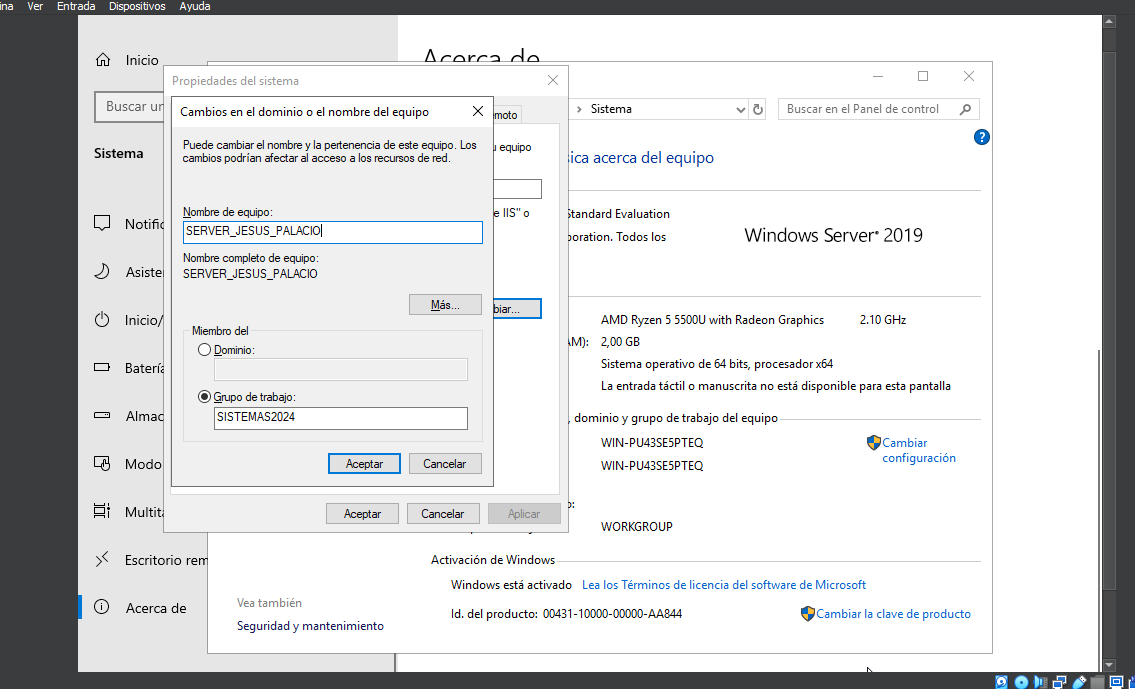 ina Ver Entrada Dispositivos Ayuda
Inicio
Buscar un
Sistema
Notific
Asiste
Inicio/
Batería
Almac
Modo
Multita
Escritorio rem
Acerca de
Acerca de
Propiedades del sistema
Cambios en el dominio o el nombre del equipo
Puede cambiar el nombre y la pertenencia de este equipo. Los
cambios podrían afectar al acceso a los recursos de red.
Nombre de equipo:
SERVER_JESUS_PALACIO
Nombre completo de equipo:
SERVER_JESUS_PALACIO
Más...
Miembro del
Dominio:
Grupo de trabajo:
SISTEMAS2024
Aceptar Cancelar
emoto
u equipo
e IIS" o
biar...
Aceptar Cancelar Aplicar
Sistema
Buscar en el Panel de control
sica acerca del equipo
Standard Evaluation
poration. Todos los
Windows Server 2019
AMD Ryzen 5 5500U with Radeon Graphics 2.10 GHz
AM): 2,00 GB
Sistema operativo de 64 bits, procesador x64
La entrada táctil o manuscrita no está disponible para esta pantalla
, dominio y grupo de trabajo del equipo
WIN-PU43SE5PTEQ
Cambiar
configuración
WIN-PU43SE5PTEQ
o:
WORKGROUP
Activación de Windows
Windows está activado Lea los Términos de licencia del software de Microsoft
Id. del producto: 00431-10000-00000-AA844
Cambiar la clave de producto
Vea también
Seguridad y mantenimiento